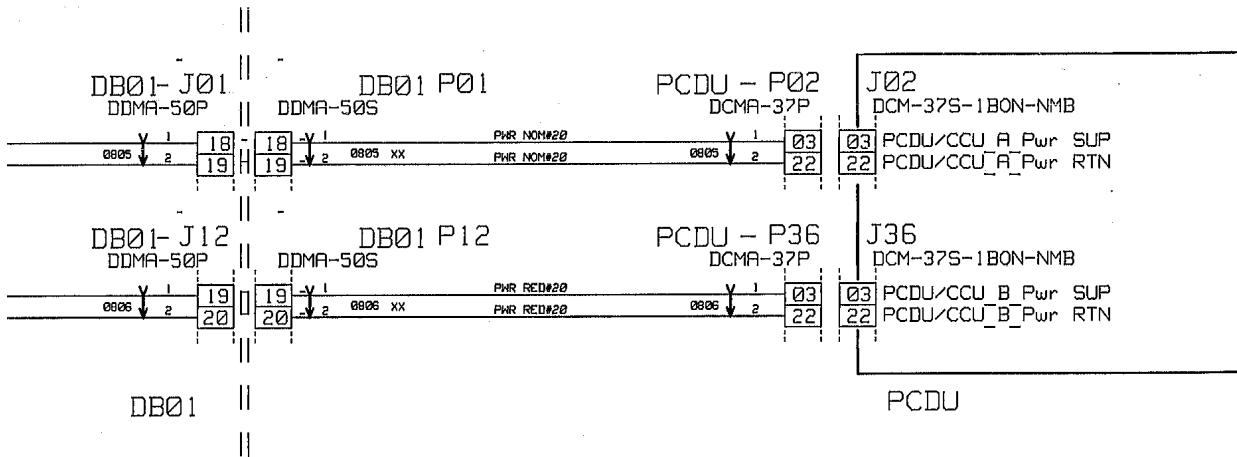 DB01- J01 DB01 P01 PCDU - P02 J02
DDMA-50P DDMA-50S DCMA-37P DCM-37S-1BON-NMB
1 18 18 1 PWR NOM#20 1 03 03 PCDU/CCU_A_Pwr SUP
0805 2 19 19 0805 XX PWR NOM#20 0805 2 22 22 PCDU/CCU_A_Pwr RTN
DB01- J12 DB01 P12 PCDU - P36 J36
DDMA-50P DDMA-50S DCMA-37P DCM-37S-1BON-NMB
1 19 19 1 PWR RED#20 1 03 03 PCDU/CCU_B_Pwr SUP
0806 2 20 20 2 0806 XX PWR RED#20 0806 2 22 22 PCDU/CCU_B_Pwr RTN
DB01 PCDU